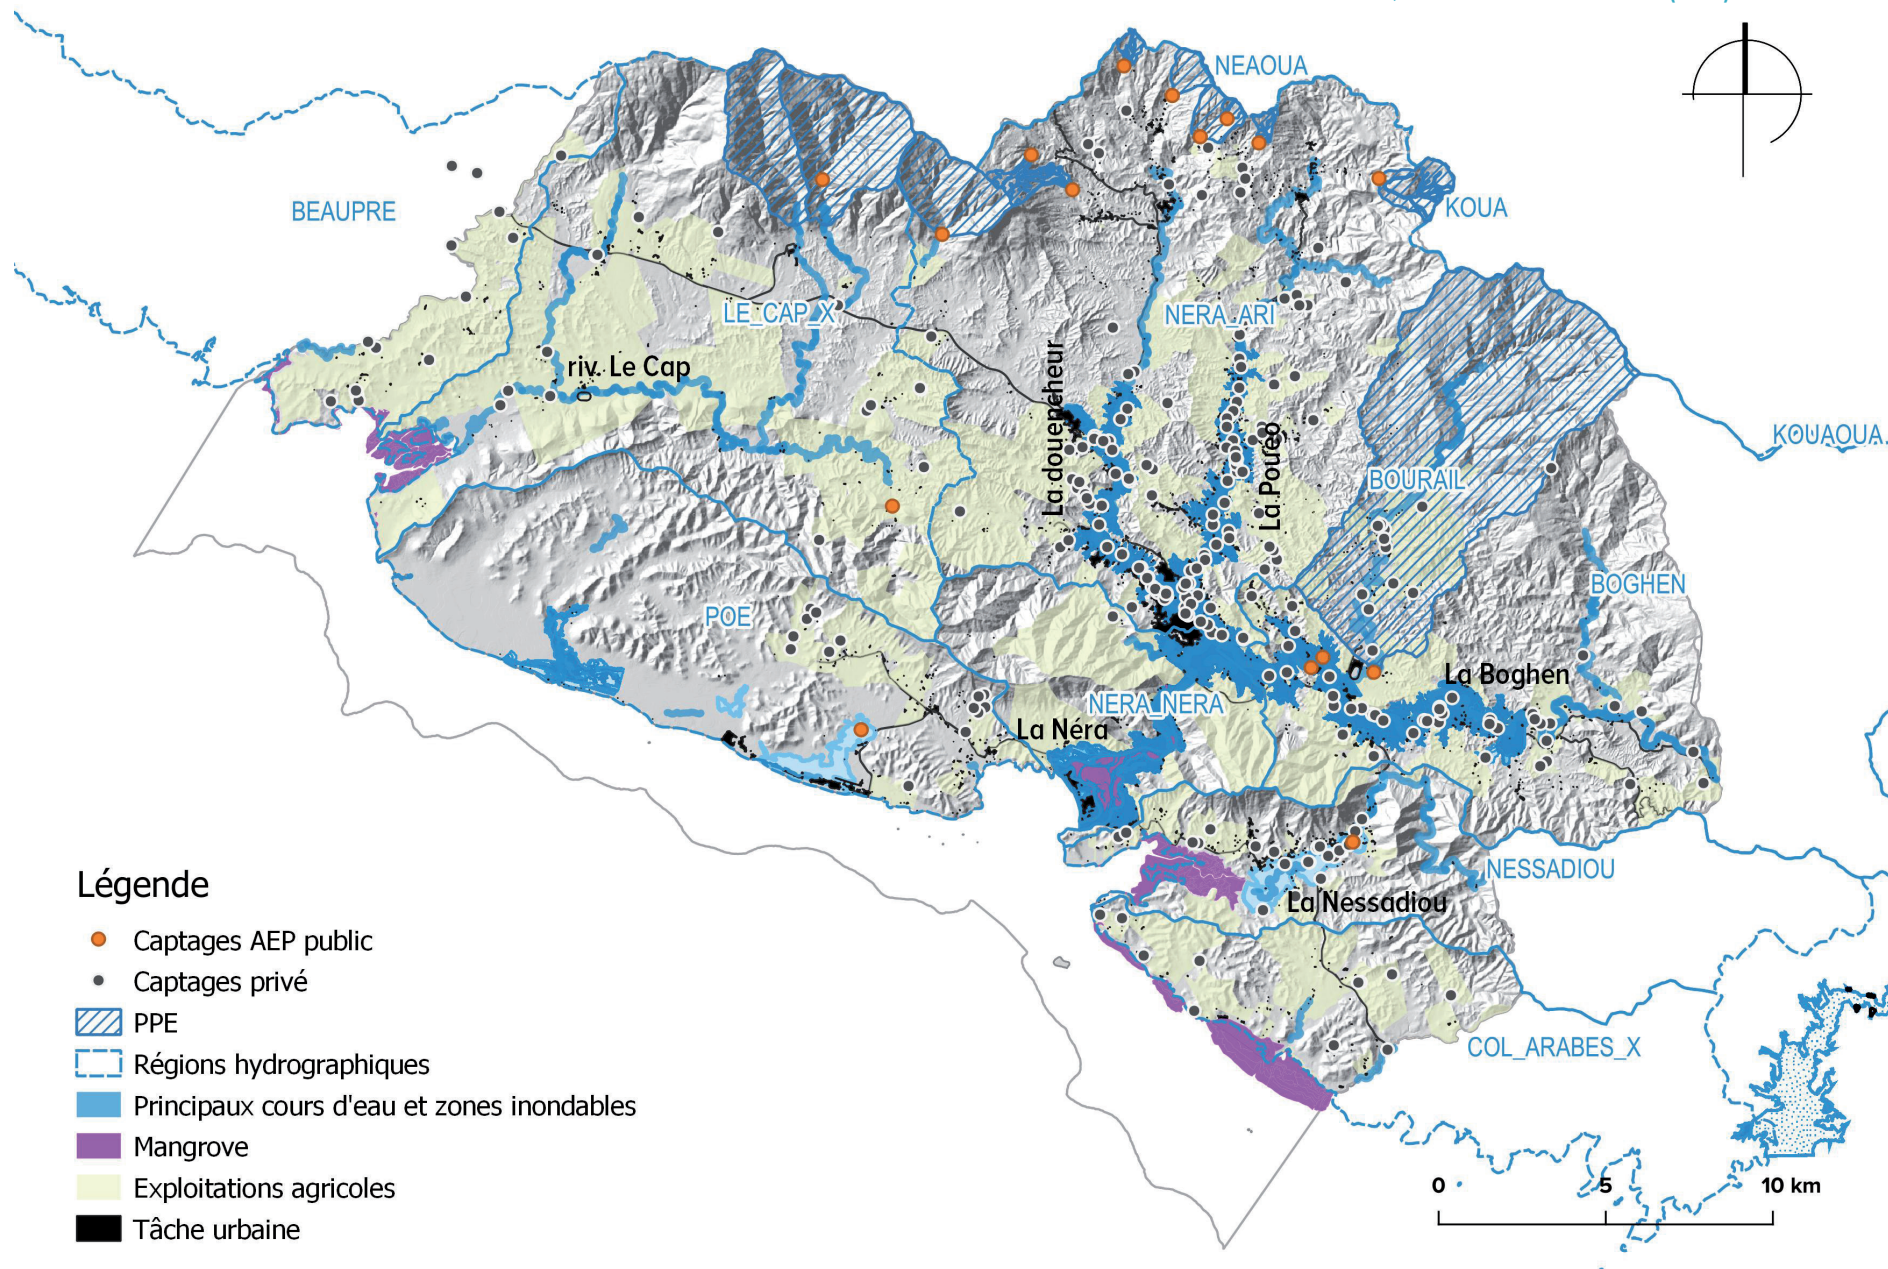 NEAOUA
BEAUPRE
KOUA
LE_CAP_X
NERA_ARI
riv. Le Cap
La douencheur
La Pouéo
KOUAOUA.
BOURAIL
BOGHEN
POE
La Boghen
NERA_NERA
La Néra
NESSADIOU
La Nessadiou
COL_ARABES_X
Légende
Captages AEP public
Captages privé
PPE
Régions hydrographiques
Principaux cours d'eau et zones inondables
Mangrove
Exploitations agricoles
Tâche urbaine
0 5 10 km